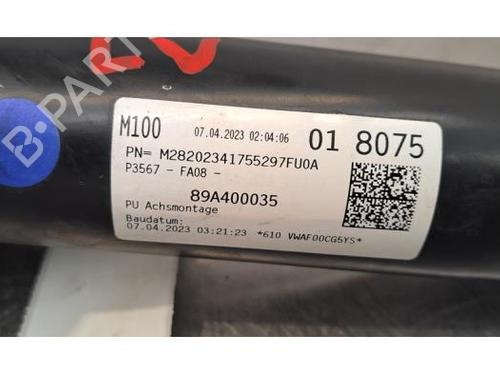 B-PARTS
M100 07.04.2023 02:04:06 01 8075
PN= M28202341755297FU0A
P3567 - FA08 -
89A400035
PU Achsmontage
Baudatum:
07.04.2023 03:21:23 *610 VWAF00CG5YS*